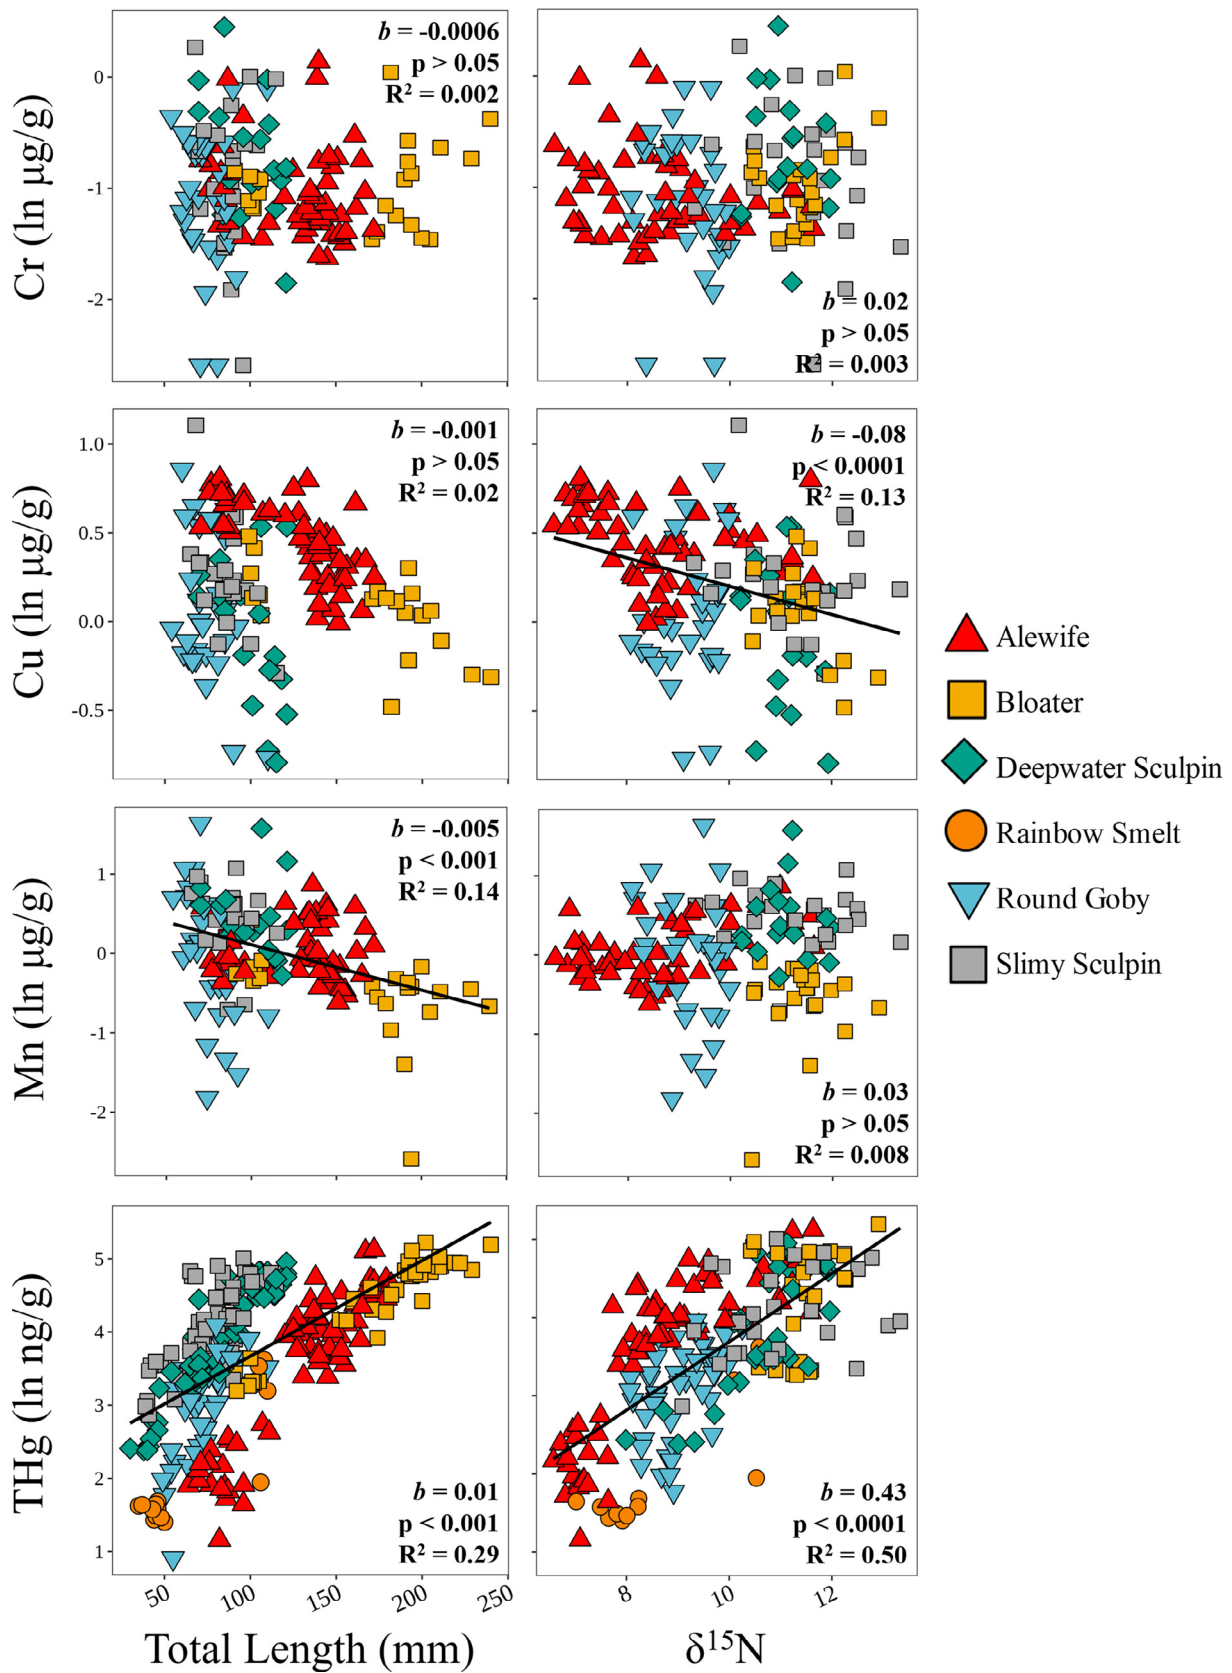 Cr (ln µg/g)
0
-1
-2
b = -0.0006
p > 0.05
R² = 0.002
b = 0.02
p > 0.05
R² = 0.003
Cu (ln µg/g)
1.0
0.5
0.0
-0.5
b = -0.001
p > 0.05
R² = 0.02
b = -0.08
p < 0.0001
R² = 0.13
Mn (ln µg/g)
1
0
-1
-2
b = -0.005
p < 0.001
R² = 0.14
b = 0.03
p > 0.05
R² = 0.008
THg (ln ng/g)
5
4
3
2
1
b = 0.01
p < 0.001
R² = 0.29
b = 0.43
p < 0.0001
R² = 0.50
50 100 150 200 250
8 10 12
Total Length (mm)
δ¹⁵N
Alewife
Bloater
Deepwater Sculpin
Rainbow Smelt
Round Goby
Slimy Sculpin